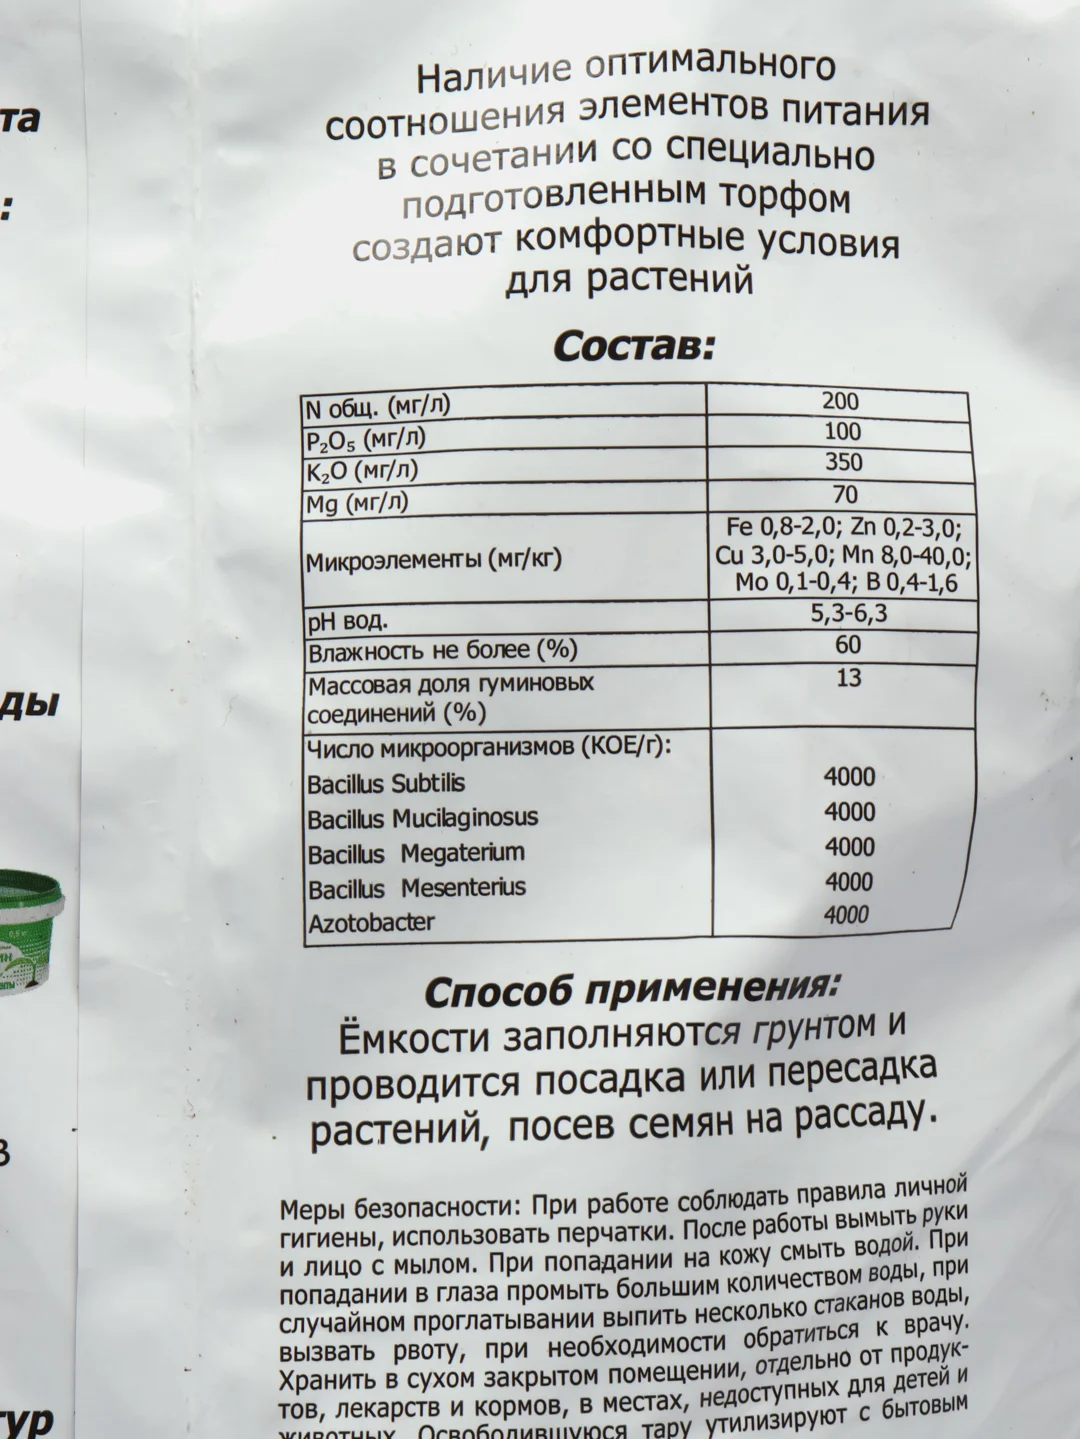 та
:
ды
в
тур
Наличие оптимального
соотношения элементов питания
в сочетании со специально
подготовленным торфом
создают комфортные условия
для растений
Состав:
N общ. (мг/л) 200
P₂O₅ (мг/л) 100
K₂O (мг/л) 350
Mg (мг/л) 70
Микроэлементы (мг/кг) Fe 0,8-2,0; Zn 0,2-3,0;
Cu 3,0-5,0; Mn 8,0-40,0;
Mo 0,1-0,4; B 0,4-1,6
pH вод. 5,3-6,3
Влажность не более (%) 60
Массовая доля гуминовых 13
соединений (%)
Число микроорганизмов (КОЕ/г):
Bacillus Subtilis 4000
Bacillus Mucilaginosus 4000
Bacillus Megaterium 4000
Bacillus Mesenterius 4000
Azotobacter 4000
Способ применения:
Ёмкости заполняются грунтом и
проводится посадка или пересадка
растений, посев семян на рассаду.
Меры безопасности: При работе соблюдать правила личной
гигиены, использовать перчатки. После работы вымыть руки
и лицо с мылом. При попадании на кожу смыть водой. При
попадании в глаза промыть большим количеством воды, при
случайном проглатывании выпить несколько стаканов воды,
вызвать рвоту, при необходимости обратиться к врачу.
Хранить в сухом закрытом помещении, отдельно от продук-
тов, лекарств и кормов, в местах, недоступных для детей и
животных. Освободившуюся тару утилизируют с бытовым